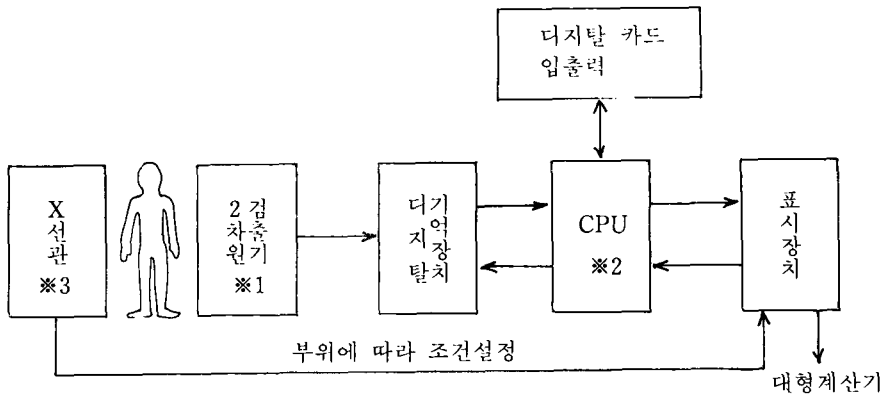 디지탈 카드
입출력
X선관
※3
2차원
검출기
※1
디지탈
기억장치
CPU
※2
표시장치
부위에 따라 조건설정
대형계산기